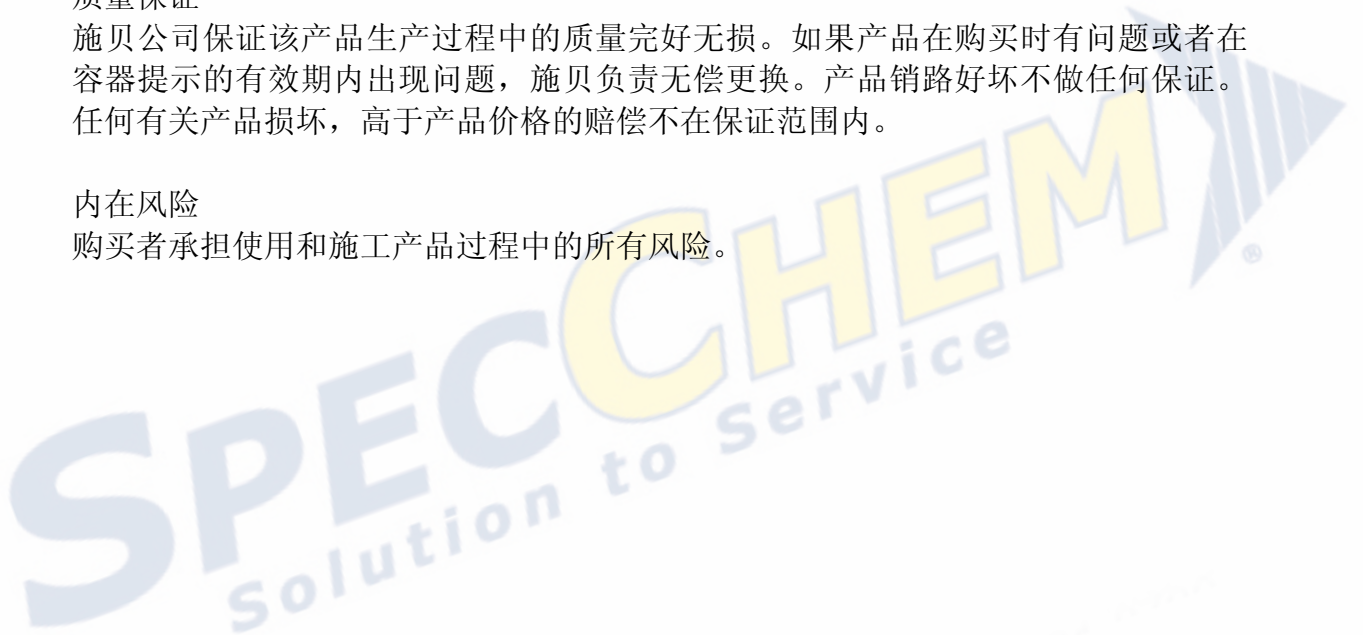 质量保证
施贝公司保证该产品生产过程中的质量完好无损。如果产品在购买时有问题或者在
容器提示的有效期内出现问题，施贝负责无偿更换。产品销路好坏不做任何保证。
任何有关产品损坏，高于产品价格的赔偿不在保证范围内。
内在风险
购买者承担使用和施工产品过程中的所有风险。
SPECCHEM®
Solution to Service